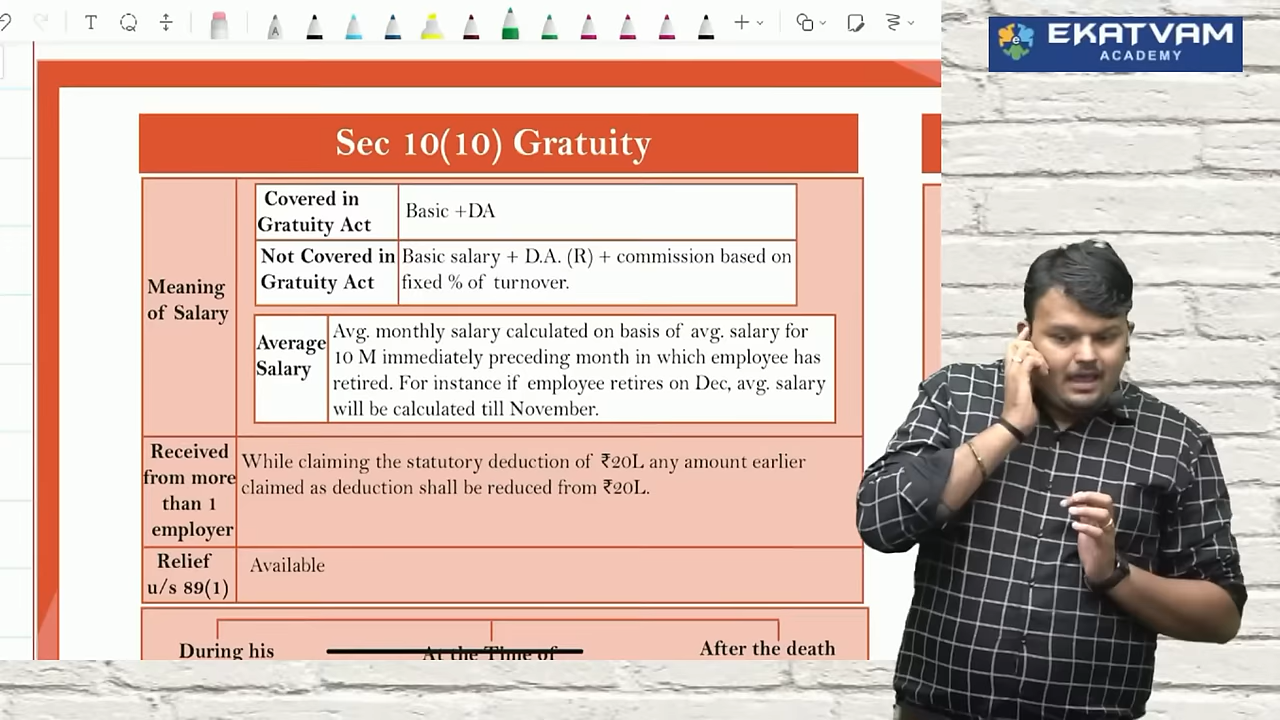 EKATVAM
ACADEMY
Sec 10(10) Gratuity
Meaning
of Salary
Covered in
Gratuity Act
Basic +DA
Not Covered in
Gratuity Act
Basic salary + D.A. (R) + commission based on
fixed % of turnover.
Average
Salary
Avg. monthly salary calculated on basis of avg. salary for
10 M immediately preceding month in which employee has
retired. For instance if employee retires on Dec, avg. salary
will be calculated till November.
Received
from more
than 1
employer
While claiming the statutory deduction of ₹20L any amount earlier
claimed as deduction shall be reduced from ₹20L.
Relief
u/s 89(1)
Available
During his
At the Time of
After the death